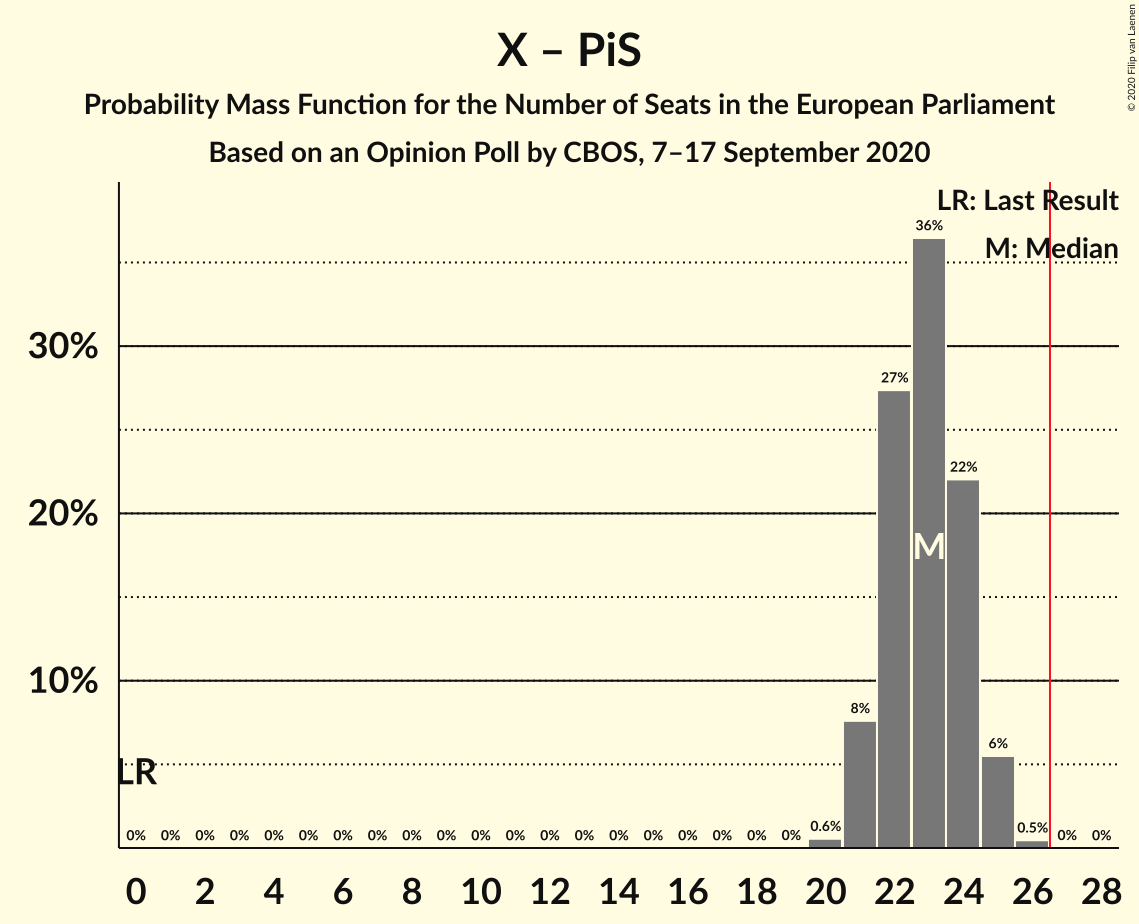 X – PiS
Probability Mass Function for the Number of Seats in the European Parliament
Based on an Opinion Poll by CBOS, 7–17 September 2020
© 2020 Filip van Laenen
LR: Last Result
M: Median
36%
30%
27%
22%
20%
M
10%
8%
6%
LR
0% 0% 0% 0% 0% 0% 0% 0% 0% 0% 0% 0% 0% 0% 0% 0% 0% 0% 0% 0% 0.6% 0.5% 0% 0%
0 2 4 6 8 10 12 14 16 18 20 22 24 26 28